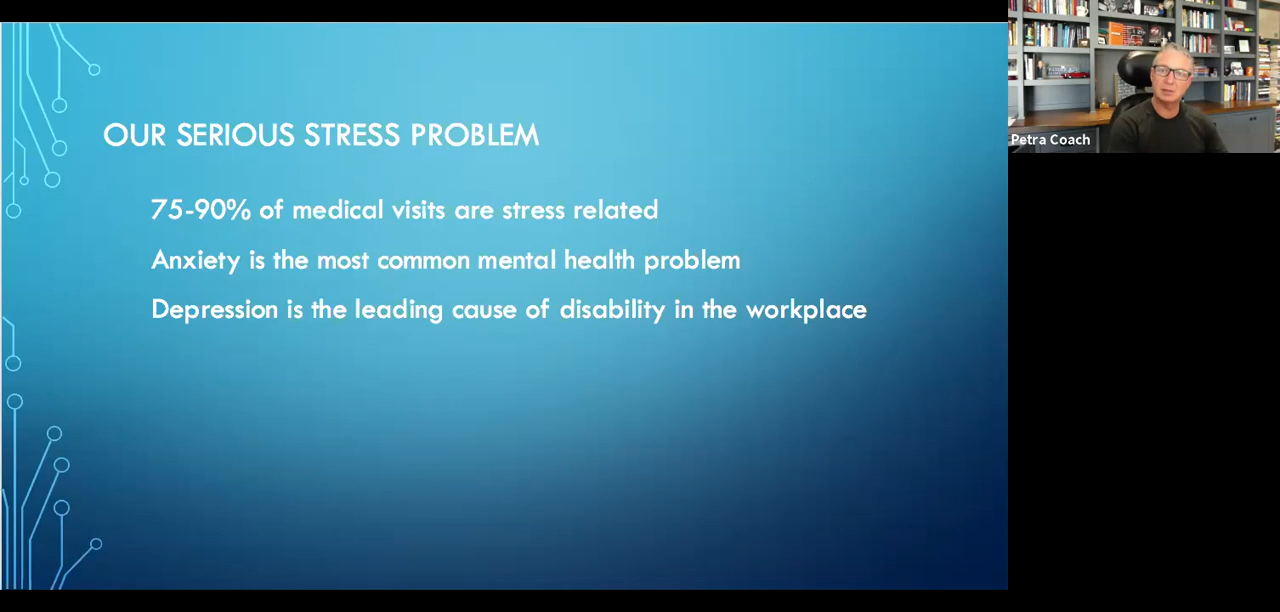 OUR SERIOUS STRESS PROBLEM
75-90% of medical visits are stress related
Anxiety is the most common mental health problem
Depression is the leading cause of disability in the workplace
Petra Coach